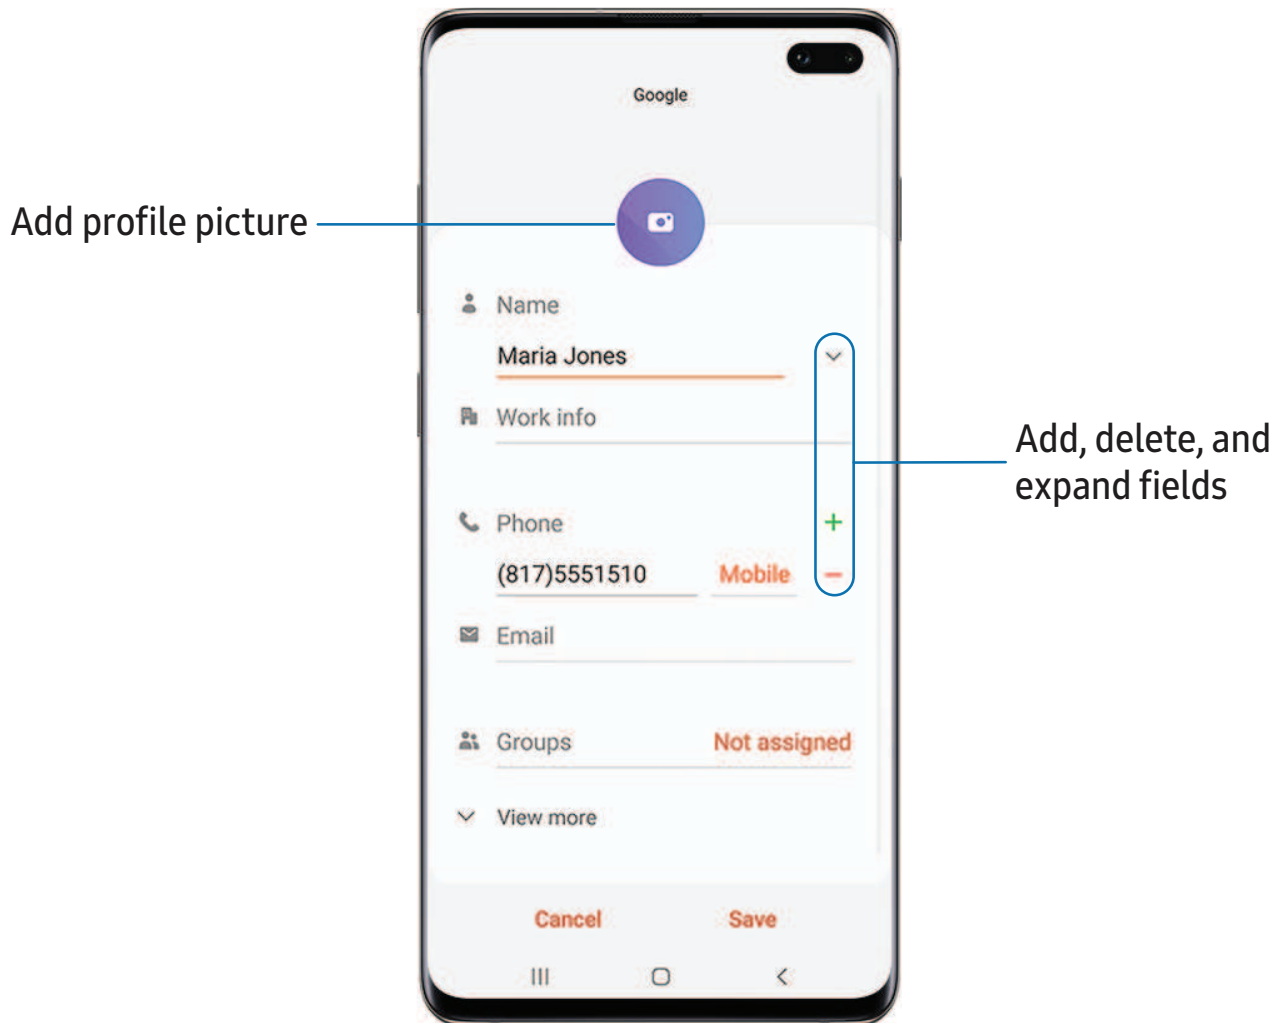 Google
Add profile picture
Name
Maria Jones
Work info
Add, delete, and
expand fields
Phone
(817)5551510 Mobile
Email
Groups Not assigned
View more
Cancel Save